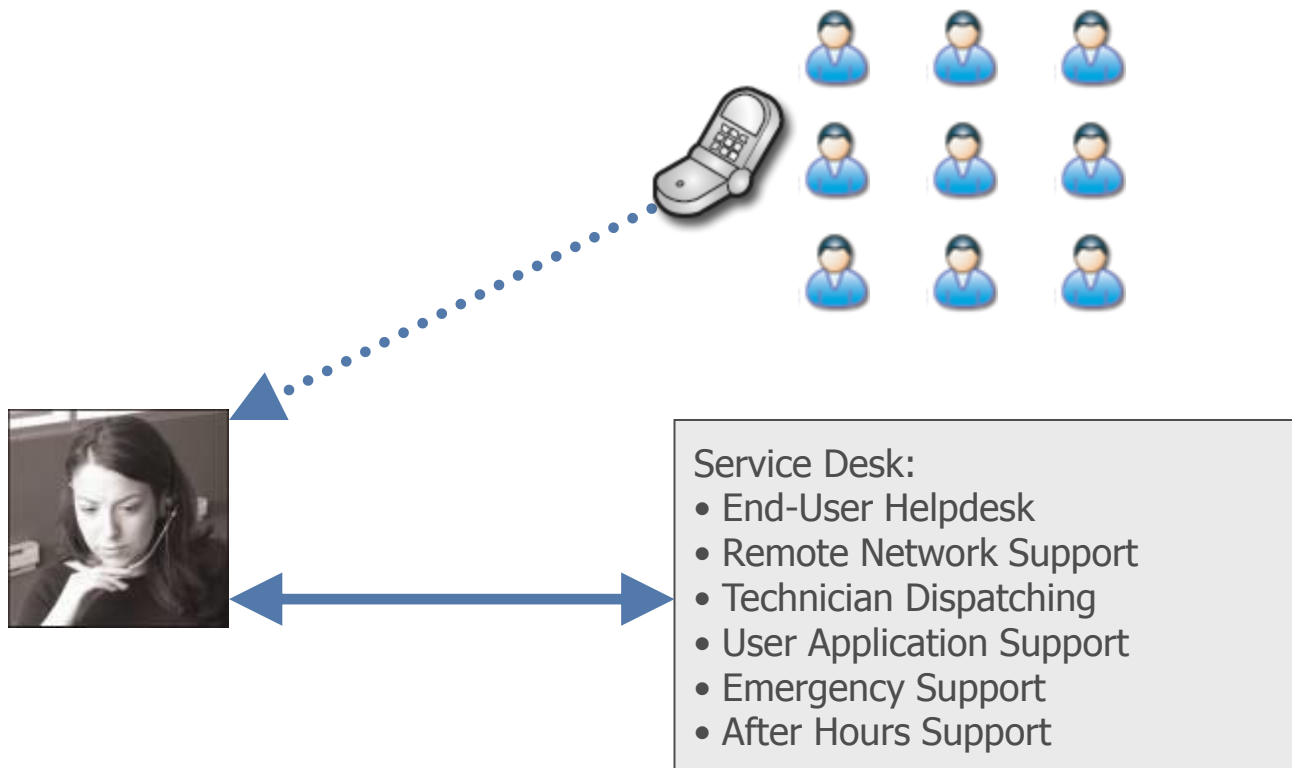 Service Desk:
• End-User Helpdesk
• Remote Network Support
• Technician Dispatching
• User Application Support
• Emergency Support
• After Hours Support